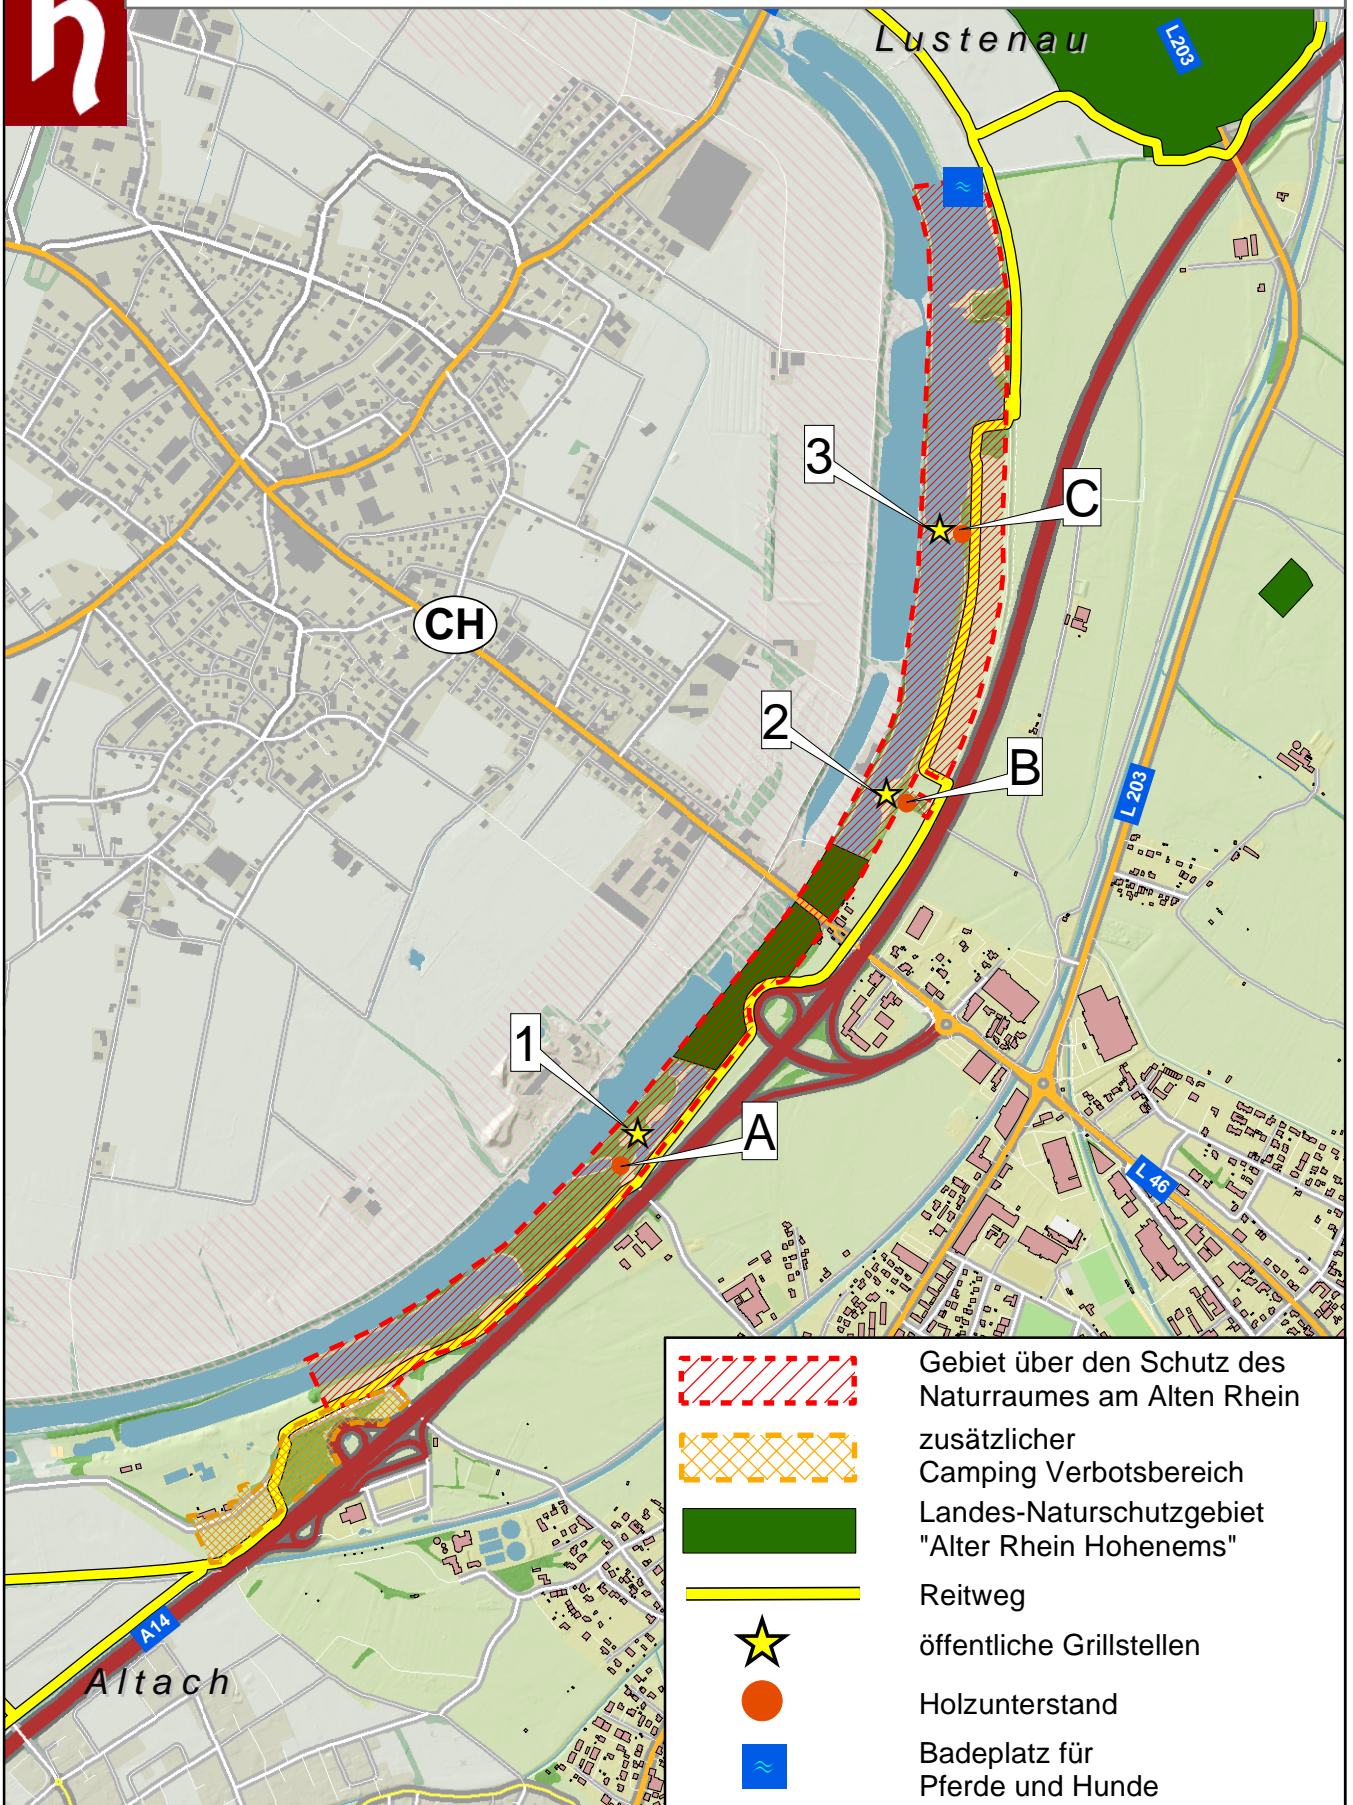 h
Lustenau
L203
3
C
CH
2
B
L 203
1
A
L 46
A14
Altach
Gebiet über den Schutz des
Naturraumes am Alten Rhein
zusätzlicher
Camping Verbotsbereich
Landes-Naturschutzgebiet
"Alter Rhein Hohenems"
Reitweg
öffentliche Grillstellen
Holzunterstand
Badeplatz für
Pferde und Hunde